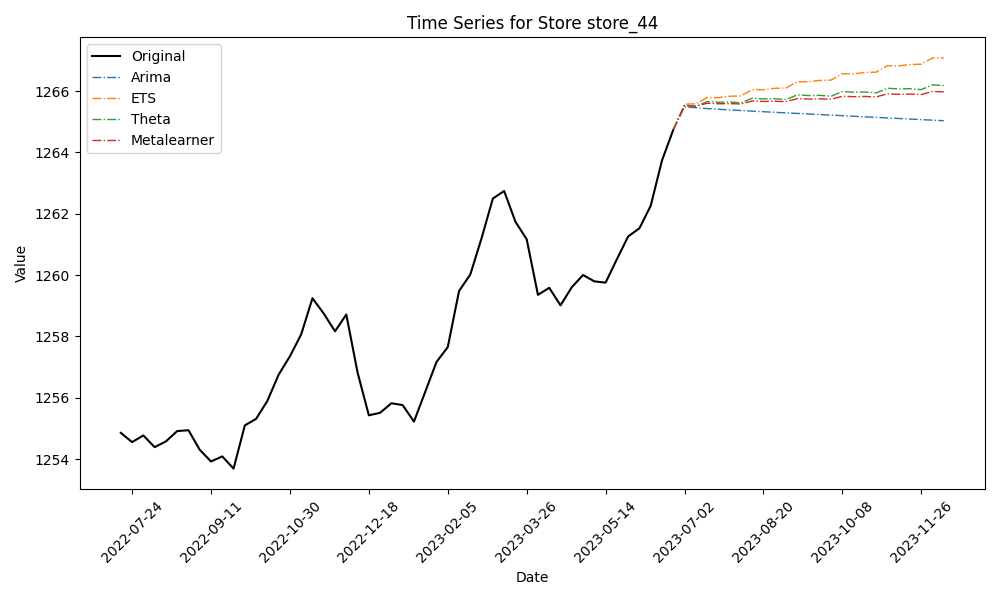 Time Series for Store store_44
Original
Arima
ETS
Theta
Metalearner
Value
1266
1264
1262
1260
1258
1256
1254
2022-07-24
2022-09-11
2022-10-30
2022-12-18
2023-02-05
2023-03-26
2023-05-14
2023-07-02
2023-08-20
2023-10-08
2023-11-26
Date